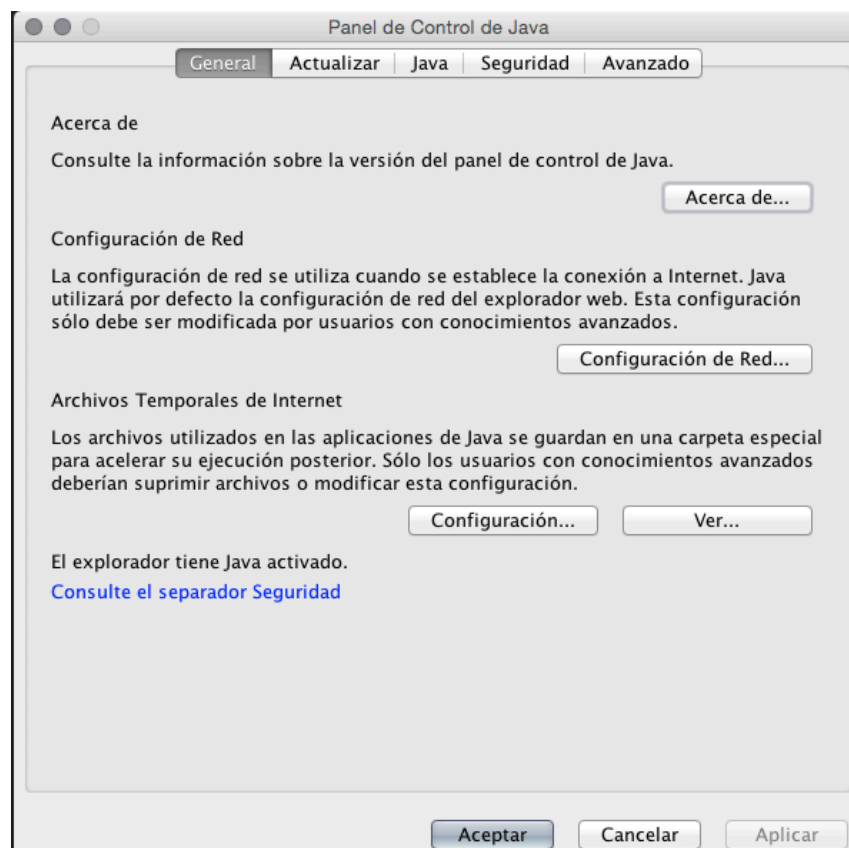 Panel de Control de Java
General Actualizar Java Seguridad Avanzado
Acerca de
Consulte la información sobre la versión del panel de control de Java.
Acerca de...
Configuración de Red
La configuración de red se utiliza cuando se establece la conexión a Internet. Java
utilizará por defecto la configuración de red del explorador web. Esta configuración
sólo debe ser modificada por usuarios con conocimientos avanzados.
Configuración de Red...
Archivos Temporales de Internet
Los archivos utilizados en las aplicaciones de Java se guardan en una carpeta especial
para acelerar su ejecución posterior. Sólo los usuarios con conocimientos avanzados
deberían suprimir archivos o modificar esta configuración.
Configuración... Ver...
El explorador tiene Java activado.
Consulte el separador Seguridad
Aceptar Cancelar Aplicar